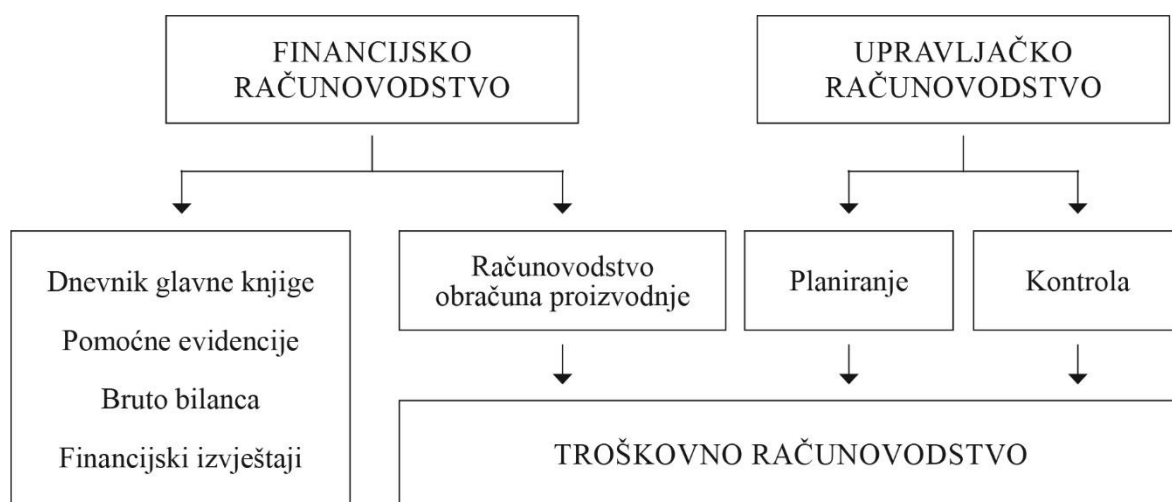 FINANCIJSKO
RAČUNOVODSTVO
UPRAVLJAČKO
RAČUNOVODSTVO
Dnevnik glavne knjige
Pomoćne evidencije
Bruto bilanca
Financijski izvještaji
Računovodstvo
obračuna proizvodnje
Planiranje
Kontrola
TROŠKOVNO RAČUNOVODSTVO